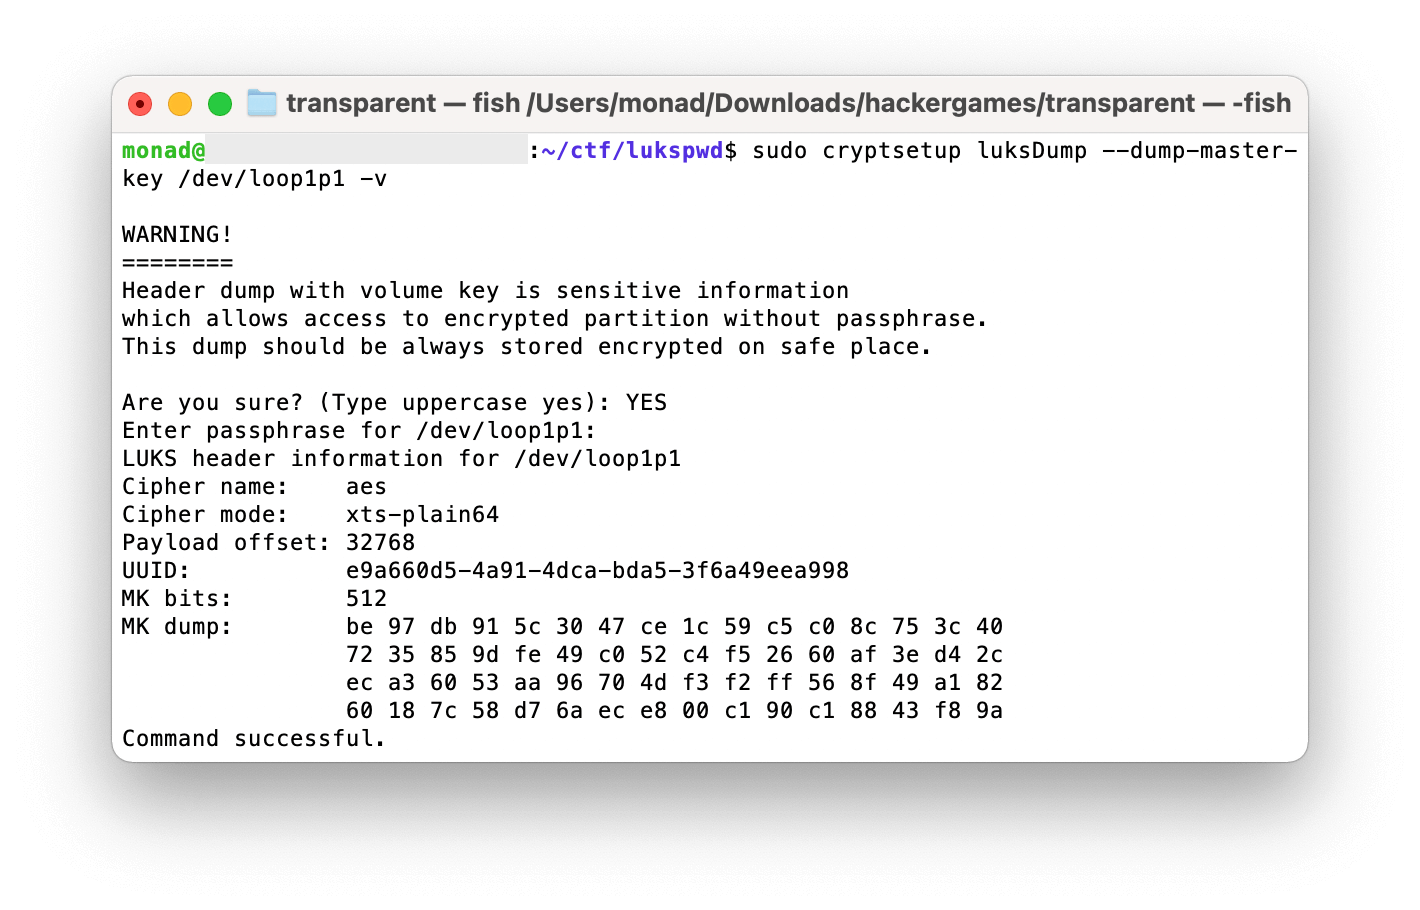 transparent — fish /Users/monad/Downloads/hackergames/transparent — -fish
monad@:~/ctf/lukspwd$ sudo cryptsetup luksDump --dump-master-
key /dev/loop1p1 -v
WARNING!
========
Header dump with volume key is sensitive information
which allows access to encrypted partition without passphrase.
This dump should be always stored encrypted on safe place.
Are you sure? (Type uppercase yes): YES
Enter passphrase for /dev/loop1p1:
LUKS header information for /dev/loop1p1
Cipher name:    aes
Cipher mode:    xts-plain64
Payload offset: 32768
UUID:           e9a660d5-4a91-4dca-bda5-3f6a49eea998
MK bits:        512
MK dump:        be 97 db 91 5c 30 47 ce 1c 59 c5 c0 8c 75 3c 40
                72 35 85 9d fe 49 c0 52 c4 f5 26 60 af 3e d4 2c
                ec a3 60 53 aa 96 70 4d f3 f2 ff 56 8f 49 a1 82
                60 18 7c 58 d7 6a ec e8 00 c1 90 c1 88 43 f8 9a
Command successful.